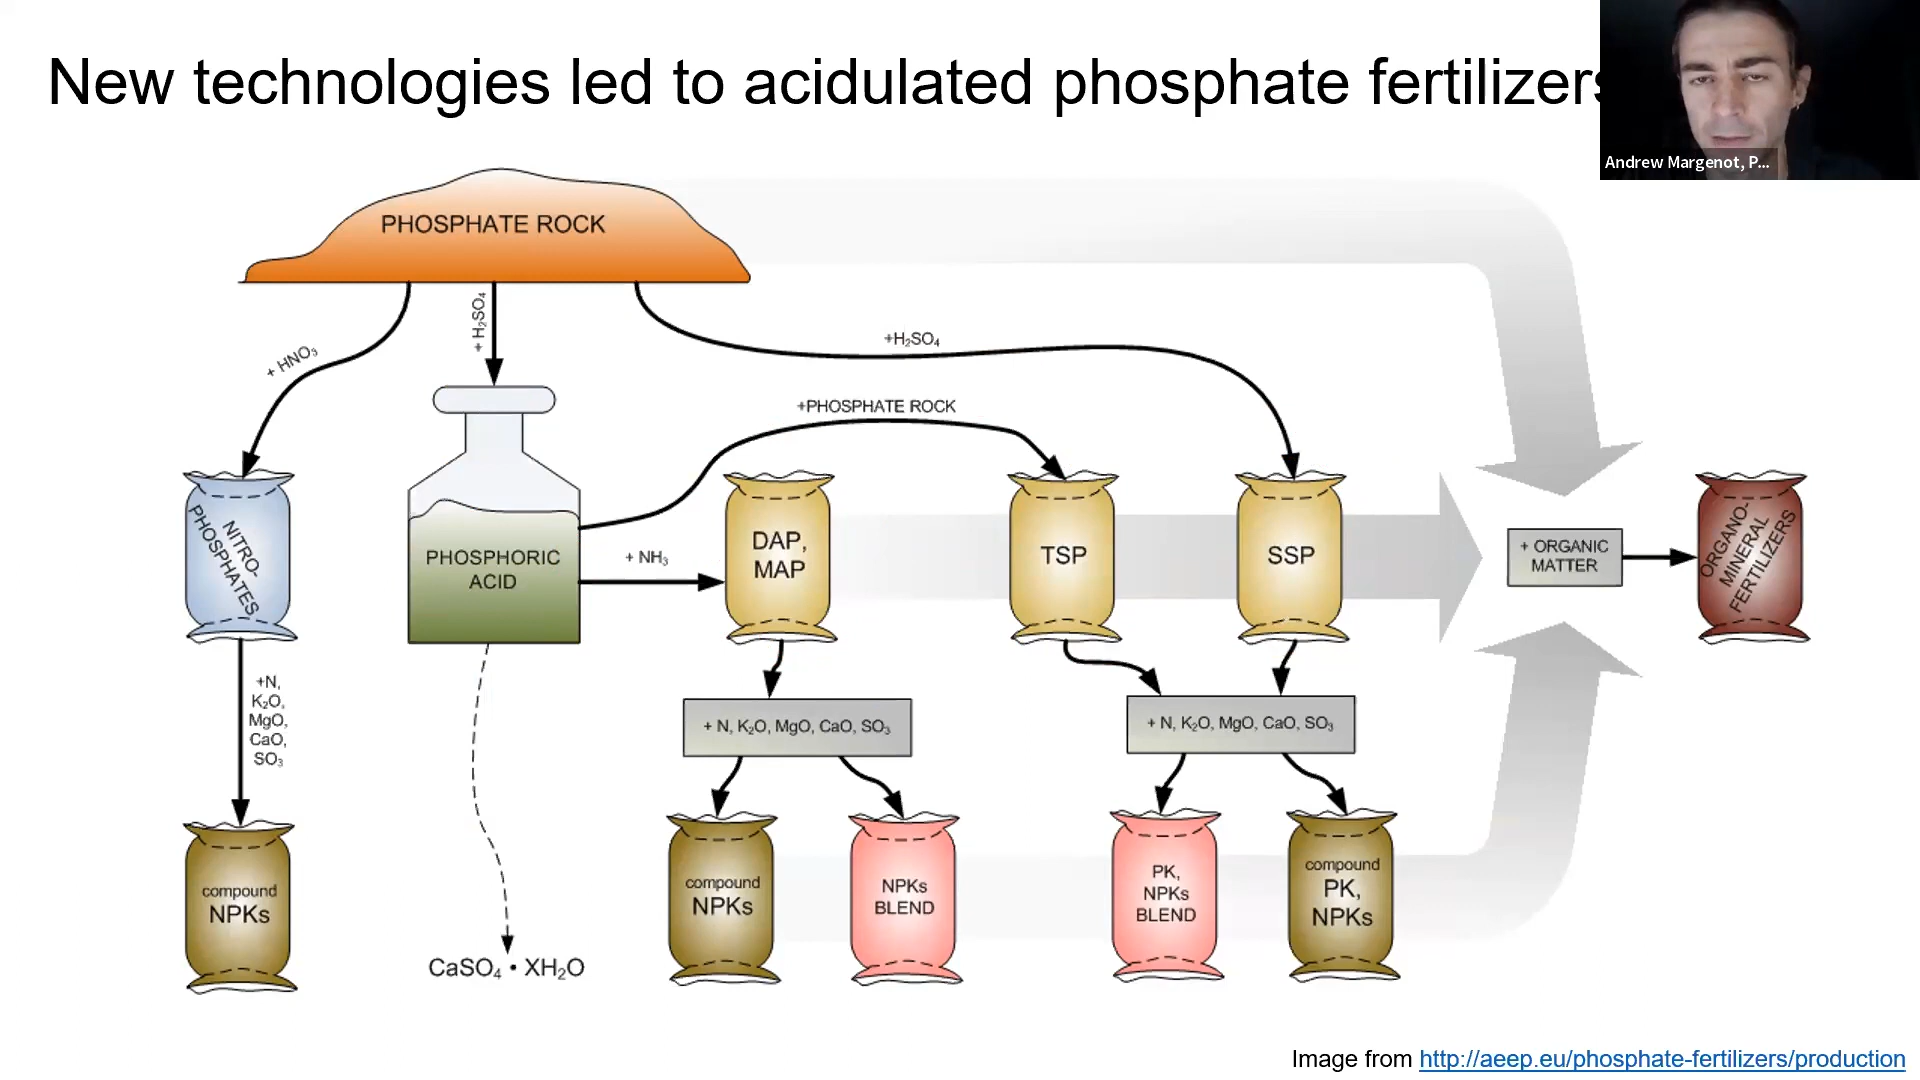 New technologies led to acidulated phosphate fertilizers
Andrew Margenot, P...
PHOSPHATE ROCK
+ HNO₃
+ H₂SO₄
+H₂SO₄
+PHOSPHATE ROCK
NITRO-
PHOSPHATES
PHOSPHORIC
ACID
+ NH₃
DAP,
MAP
TSP
SSP
+ ORGANIC
MATTER
ORGANO-
MINERAL
FERTILIZERS
+N,
K₂O,
MgO,
CaO,
SO₃
+ N, K₂O, MgO, CaO, SO₃
+ N, K₂O, MgO, CaO, SO₃
compound
NPKs
CaSO₄ • XH₂O
compound
NPKs
NPKs
BLEND
PK,
NPKs
BLEND
compound
PK,
NPKs
Image from http://aeep.eu/phosphate-fertilizers/production